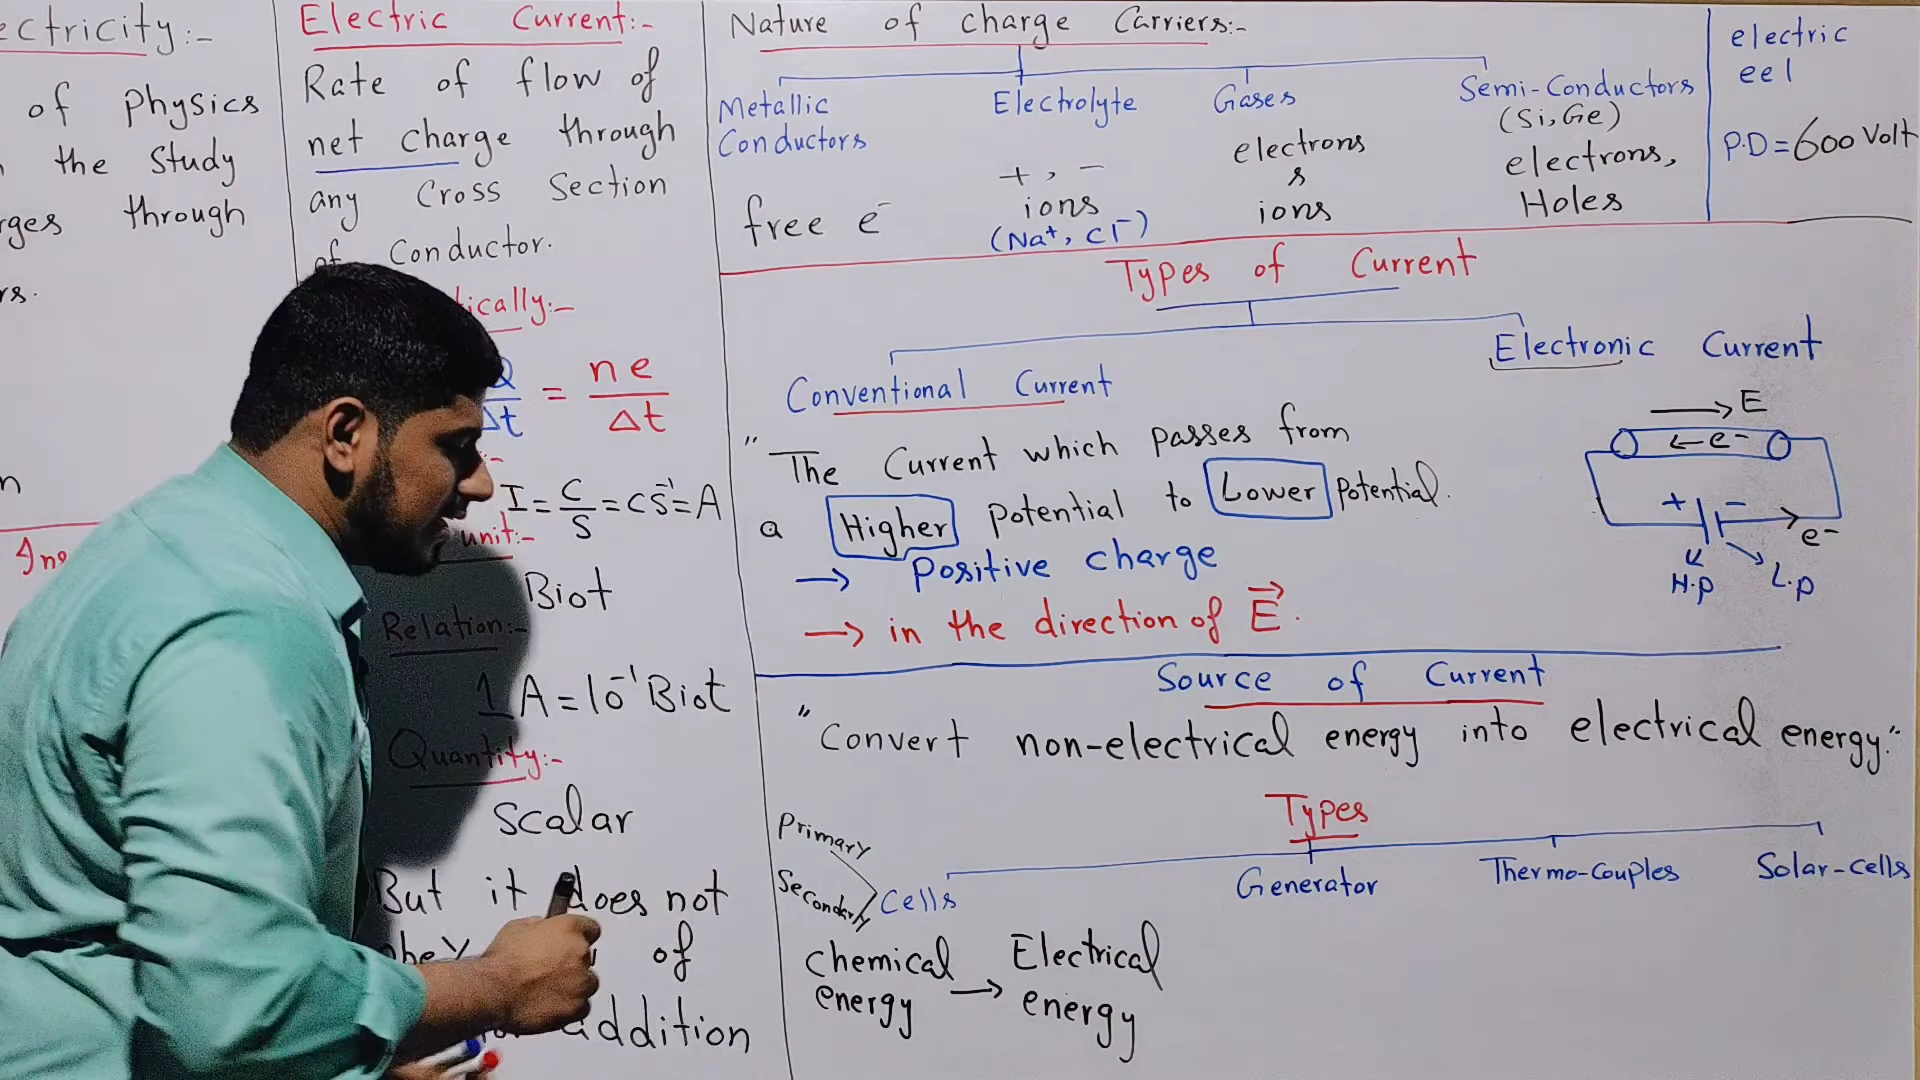 ectricity:-
of Physics
the Study
rges through
rs.
n
Electric Current:-
Rate of flow of
net charge through
any Cross Section
of Conductor.
ically:-
Q/Δt = ne/Δt
I = C/S = CS⁻¹ = A
unit:-
Biot
Relation:-
1 A = 10⁻¹ Biot
Quantity:-
Scalar
But it does not
obey of
addition
Nature of charge Carriers:-
Metallic Conductors
free e⁻
Electrolyte
+ , -
ions
(Na⁺, Cl⁻)
Gases
electrons
s
ions
Semi-Conductors
(Si, Ge)
electrons,
Holes
electric
eel
P.D = 600 Volt
Types of Current
Conventional Current
Electronic Current
"The Current which passes from
a Higher potential to Lower Potential.
→ Positive charge
→ in the direction of E⃗.
→ E
← e⁻
+ -
e⁻
H.p L.p
Source of Current
"Convert non-electrical energy into electrical energy."
Types
Primary
Secondary
Cells
Generator
Thermo-couples
Solar-cells
chemical energy → Electrical energy